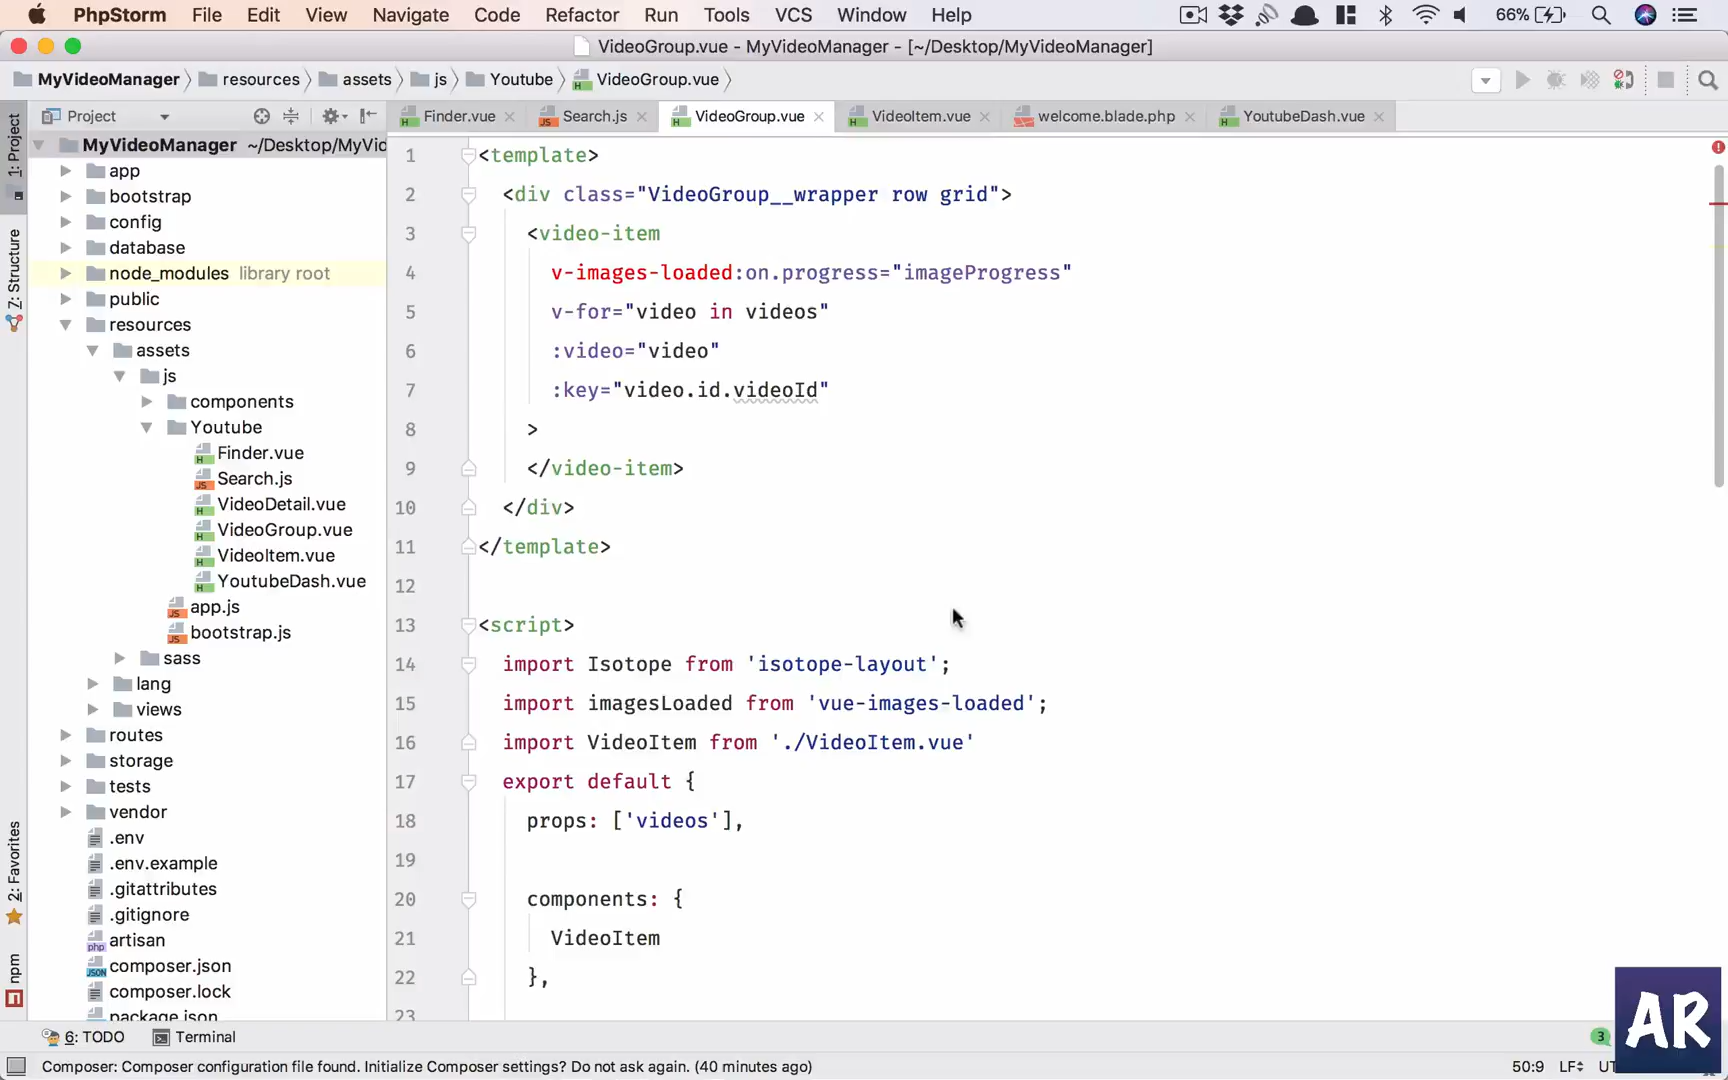 PhpStorm File Edit View Navigate Code Refactor Run Tools VCS Window Help 66%
VideoGroup.vue - MyVideoManager - [~/Desktop/MyVideoManager]
MyVideoManager resources assets js Youtube VideoGroup.vue
Project Finder.vue Search.js VideoGroup.vue VideoItem.vue welcome.blade.php YoutubeDash.vue
1: Project
7: Structure
2: Favorites
npm
MyVideoManager ~/Desktop/MyVid
app
bootstrap
config
database
node_modules library root
public
resources
assets
js
components
Youtube
Finder.vue
Search.js
VideoDetail.vue
VideoGroup.vue
VideoItem.vue
YoutubeDash.vue
app.js
bootstrap.js
sass
lang
views
routes
storage
tests
vendor
.env
.env.example
.gitattributes
.gitignore
artisan
composer.json
composer.lock
package.json
1 <template>
2 <div class="VideoGroup__wrapper row grid">
3 <video-item
4 v-images-loaded:on.progress="imageProgress"
5 v-for="video in videos"
6 :video="video"
7 :key="video.id.videoId"
8 >
9 </video-item>
10 </div>
11 </template>
12
13 <script>
14 import Isotope from 'isotope-layout';
15 import imagesLoaded from 'vue-images-loaded';
16 import VideoItem from './VideoItem.vue'
17 export default {
18 props: ['videos'],
19
20 components: {
21 VideoItem
22 },
23
6: TODO Terminal 3
Composer: Composer configuration file found. Initialize Composer settings? Do not ask again. (40 minutes ago) 50:9 LF
AR